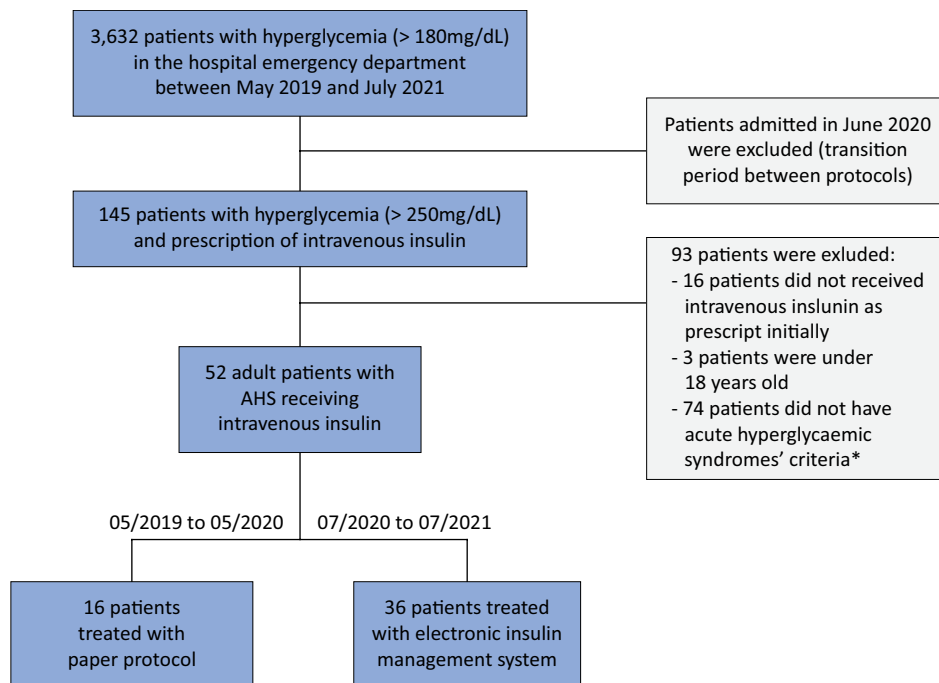 3,632 patients with hyperglycemia (> 180mg/dL)
in the hospital emergency department
between May 2019 and July 2021
Patients admitted in June 2020
were excluded (transition
period between protocols)
145 patients with hyperglycemia (> 250mg/dL)
and prescription of intravenous insulin
93 patients were exluded:
- 16 patients did not received
intravenous inslunin as
prescript initially
- 3 patients were under
18 years old
- 74 patients did not have
acute hyperglycaemic
syndromes' criteria*
52 adult patients with
AHS receiving
intravenous insulin
05/2019 to 05/2020
07/2020 to 07/2021
16 patients
treated with
paper protocol
36 patients treated
with electronic insulin
management system